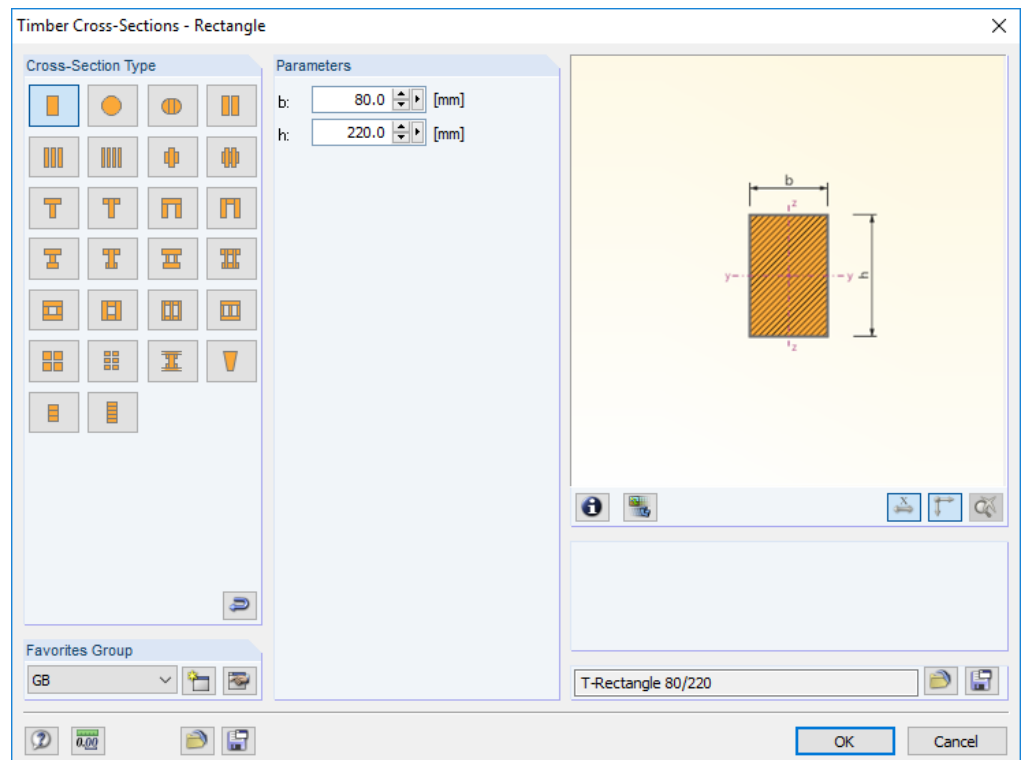 Timber Cross-Sections - Rectangle
Cross-Section Type
Parameters
b: 80.0 [mm]
h: 220.0 [mm]
b
z
y
y
h
z
i
X
Favorites Group
GB
T-Rectangle 80/220
?
0.00
OK
Cancel